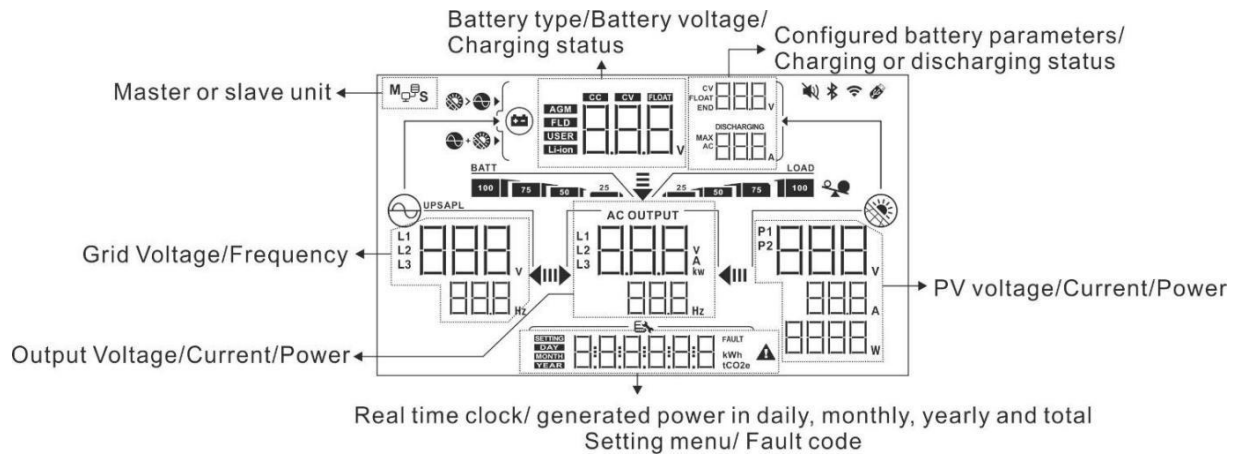 Battery type/Battery voltage/
Charging status
Configured battery parameters/
Charging or discharging status
Master or slave unit
M S
CC CV FLOAT
AGM
FLD
USER
Li-ion
V
CV
FLOAT
END
V
DISCHARGING
MAX
AC
A
BATT
LOAD
100 75 50 25
25 50 75 100
UPSAPL
AC OUTPUT
L1
L2
L3
V
Hz
L1
L2
L3
V
A
kw
Hz
P1
P2
V
A
W
Grid Voltage/Frequency
PV voltage/Current/Power
Output Voltage/Current/Power
SETTING
DAY
MONTH
YEAR
FAULT
kWh
tCO2e
Real time clock/ generated power in daily, monthly, yearly and total
Setting menu/ Fault code